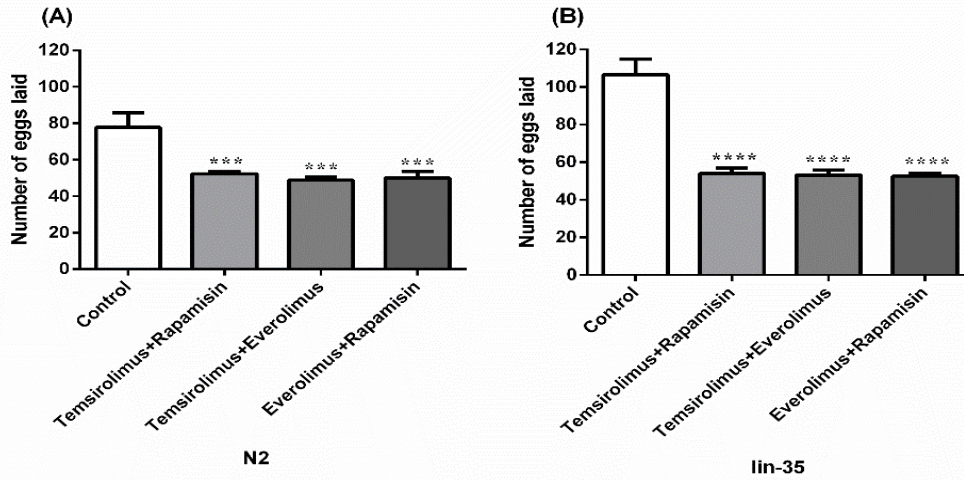 (A)
Number of eggs laid
120
100
80
60
40
20
0
***
***
***
Control
Temsirolimus+Rapamisin
Temsirolimus+Everolimus
Everolimus+Rapamisin
N2
(B)
Number of eggs laid
120
100
80
60
40
20
0
****
****
****
Control
Temsirolimus+Rapamisin
Temsirolimus+Everolimus
Everolimus+Rapamisin
lin-35